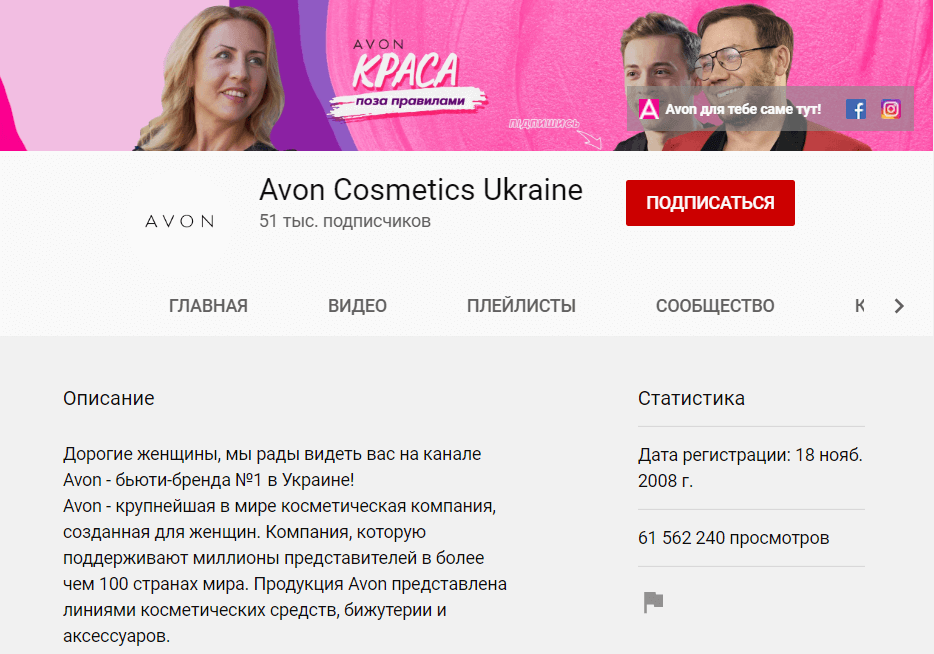 AVON
КРАСА
поза правилами
підпишись
Avon для тебе саме тут!
AVON
Avon Cosmetics Ukraine
51 тыс. подписчиков
ПОДПИСАТЬСЯ
ГЛАВНАЯ ВИДЕО ПЛЕЙЛИСТЫ СООБЩЕСТВО К
Описание
Дорогие женщины, мы рады видеть вас на канале
Avon - бьюти-бренда №1 в Украине!
Avon - крупнейшая в мире косметическая компания,
созданная для женщин. Компания, которую
поддерживают миллионы представителей в более
чем 100 странах мира. Продукция Avon представлена
линиями косметических средств, бижутерии и
аксессуаров.
Статистика
Дата регистрации: 18 нояб.
2008 г.
61 562 240 просмотров